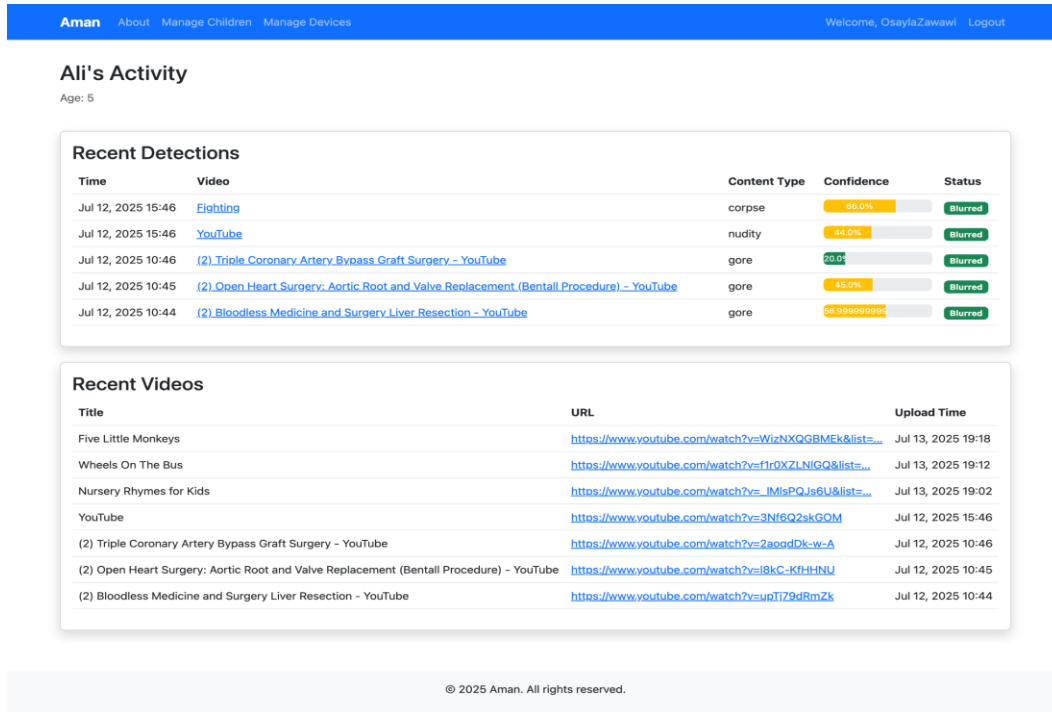 Aman About Manage Children Manage Devices Welcome, OsaylaZawawi Logout
Ali's Activity
Age: 5
Recent Detections
Time Video Content Type Confidence Status
Jul 12, 2025 15:46 Fighting corpse 66.0% Blurred
Jul 12, 2025 15:46 YouTube nudity 44.0% Blurred
Jul 12, 2025 10:46 (2) Triple Coronary Artery Bypass Graft Surgery - YouTube gore 20.0% Blurred
Jul 12, 2025 10:45 (2) Open Heart Surgery: Aortic Root and Valve Replacement (Bentall Procedure) - YouTube gore 45.0% Blurred
Jul 12, 2025 10:44 (2) Bloodless Medicine and Surgery Liver Resection - YouTube gore Blurred
Recent Videos
Title URL Upload Time
Five Little Monkeys https://www.youtube.com/watch?v=WizNXQGBMEk&list=... Jul 13, 2025 19:18
Wheels On The Bus https://www.youtube.com/watch?v=f1r0XZLNlGQ&list=... Jul 13, 2025 19:12
Nursery Rhymes for Kids https://www.youtube.com/watch?v=_lMlsPQJs6U&list=... Jul 13, 2025 19:02
YouTube https://www.youtube.com/watch?v=3Nf6Q2skGOM Jul 12, 2025 15:46
(2) Triple Coronary Artery Bypass Graft Surgery - YouTube https://www.youtube.com/watch?v=2aoqdDk-w-A Jul 12, 2025 10:46
(2) Open Heart Surgery: Aortic Root and Valve Replacement (Bentall Procedure) - YouTube https://www.youtube.com/watch?v=l8kC-KfHHNU Jul 12, 2025 10:45
(2) Bloodless Medicine and Surgery Liver Resection - YouTube https://www.youtube.com/watch?v=upTj79dRmZk Jul 12, 2025 10:44
© 2025 Aman. All rights reserved.